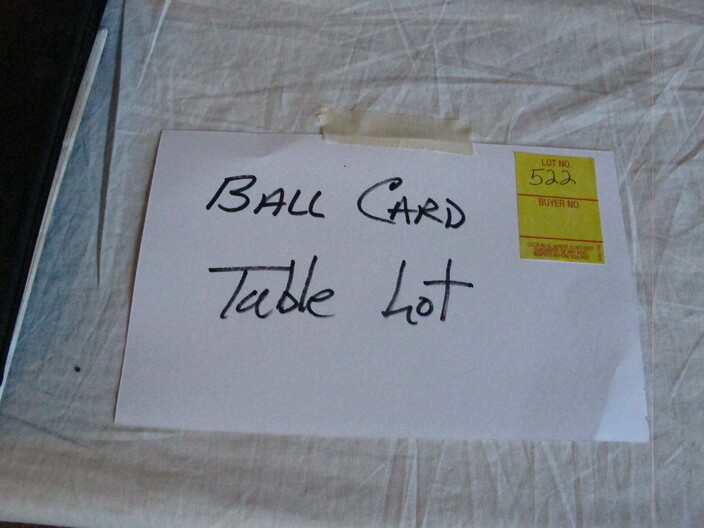 BALL CARD
Table Lot
LOT NO.
522
BUYER NO.